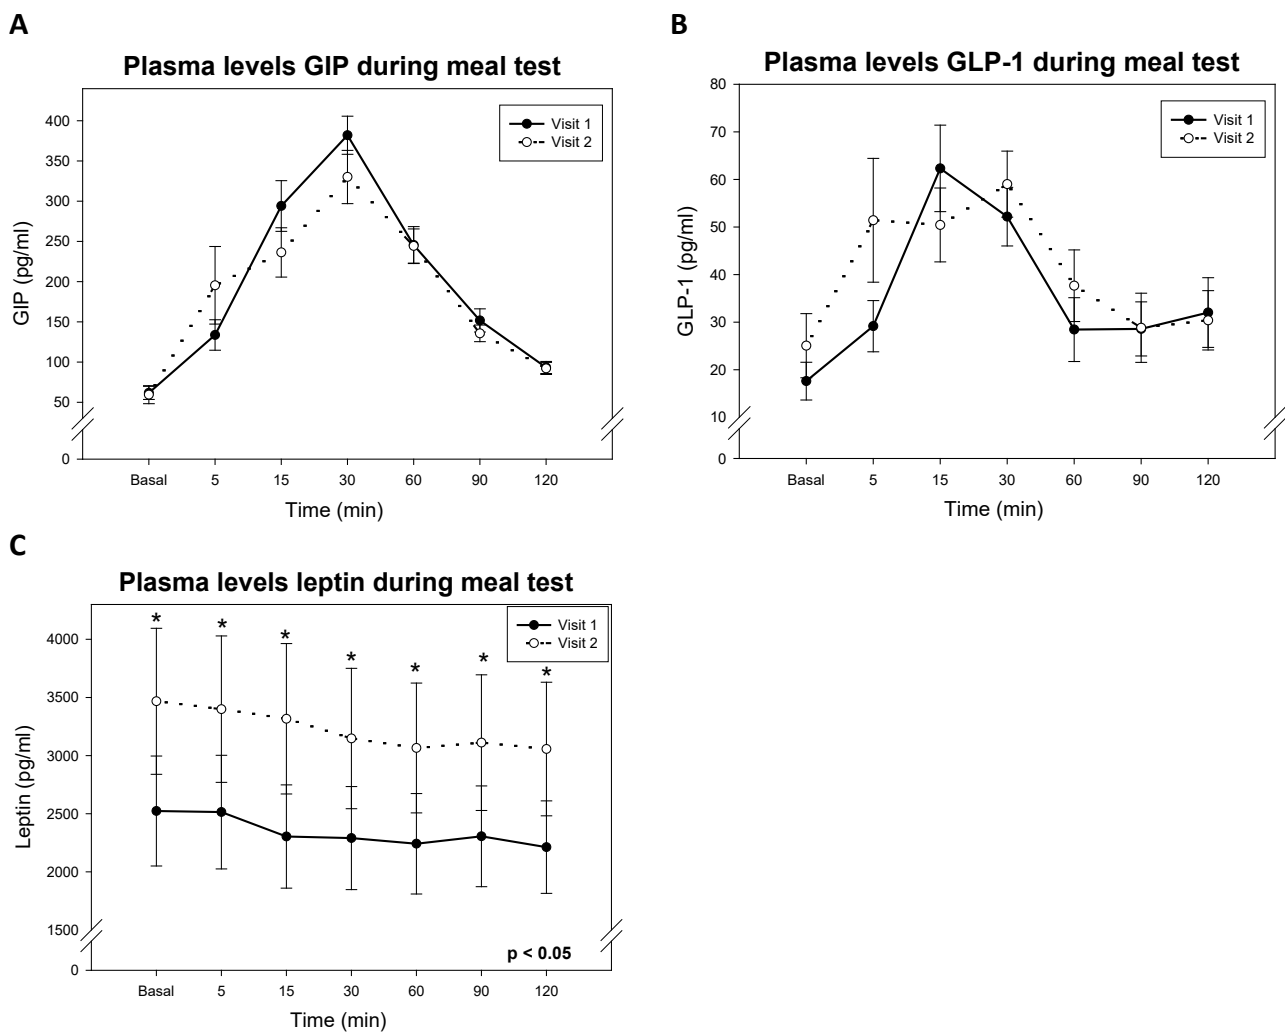 A
Plasma levels GIP during meal test
GIP (pg/ml)
400
350
300
250
200
150
100
50
0
Visit 1
Visit 2
Basal 5 15 30 60 90 120
Time (min)
B
Plasma levels GLP-1 during meal test
GLP-1 (pg/ml)
80
70
60
50
40
30
20
10
0
Visit 1
Visit 2
Basal 5 15 30 60 90 120
Time (min)
C
Plasma levels leptin during meal test
Leptin (pg/ml)
4000
3500
3000
2500
2000
1500
0
Visit 1
Visit 2
* * * * * * *
p < 0.05
Basal 5 15 30 60 90 120
Time (min)